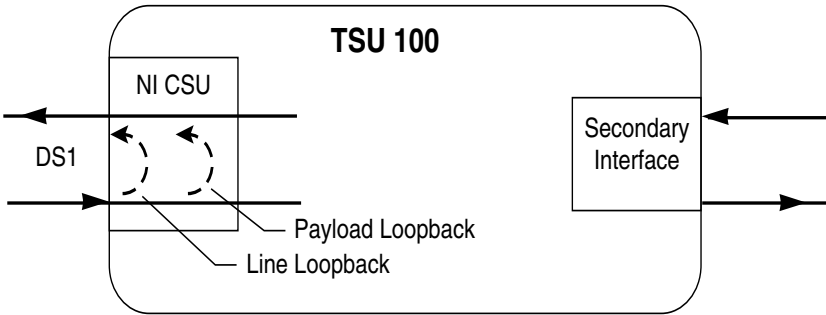 TSU 100
NI CSU
DS1
Secondary
Interface
Payload Loopback
Line Loopback